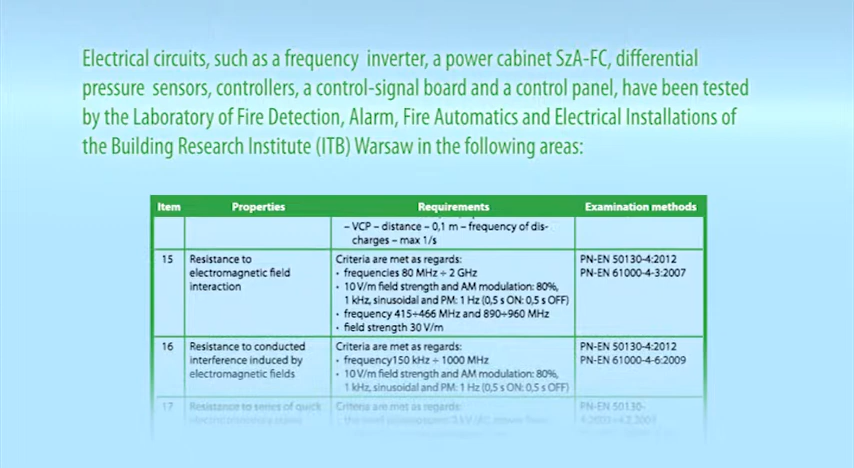 Electrical circuits, such as a frequency inverter, a power cabinet SzA-FC, differential
pressure sensors, controllers, a control-signal board and a control panel, have been tested
by the Laboratory of Fire Detection, Alarm, Fire Automatics and Electrical Installations of
the Building Research Institute (ITB) Warsaw in the following areas:
Item Properties Requirements Examination methods
– VCP – distance – 0,1 m – frequency of dis-
charges – max 1/s
15 Resistance to Criteria are met as regards: PN-EN 50130-4:2012
electromagnetic field • frequencies 80 MHz ÷ 2 GHz PN-EN 61000-4-3:2007
interaction • 10 V/m field strength and AM modulation: 80%,
1 kHz, sinusoidal and PM: 1 Hz (0,5 s ON: 0,5 s OFF)
• frequency 415÷466 MHz and 890÷960 MHz
• field strength 30 V/m
16 Resistance to conducted Criteria are met as regards: PN-EN 50130-4:2012
interference induced by • frequency150 kHz ÷ 1000 MHz PN-EN 61000-4-6:2009
electromagnetic fields • 10 V/m field strength and AM modulation: 80%,
1 kHz, sinusoidal and PM: 1 Hz (0,5 s ON: 0,5 s OFF)
17 Resistance to series of quick Criteria are met as regards: PN-EN 50130-